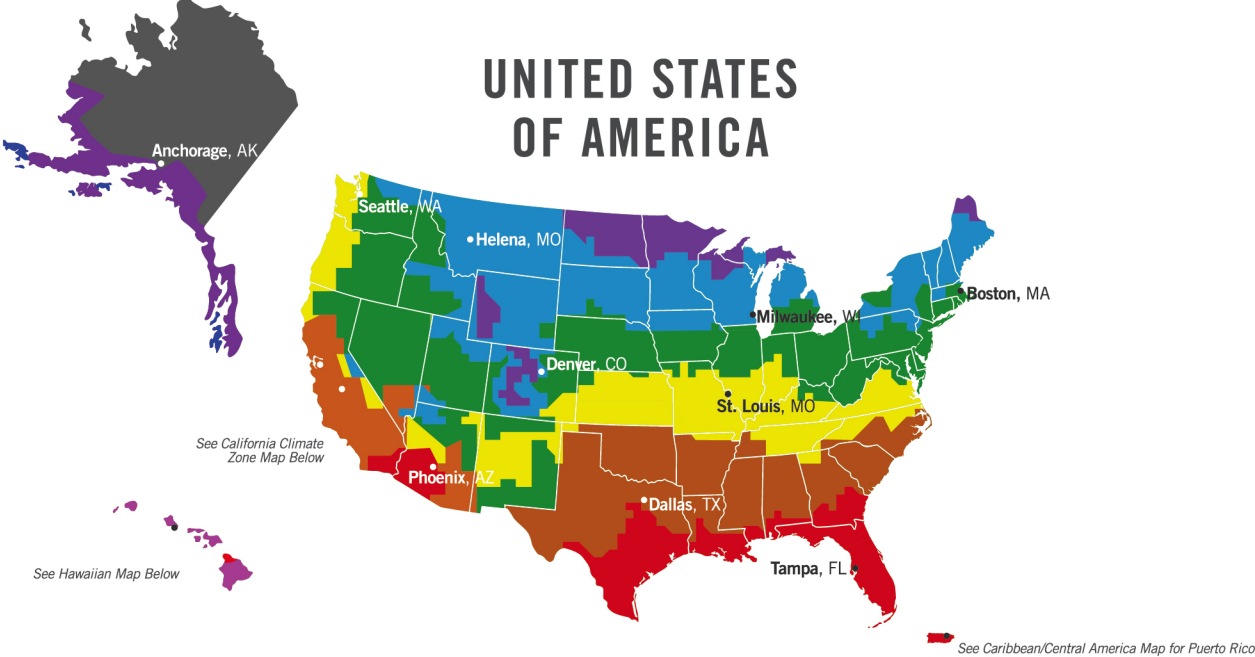 UNITED STATES
OF AMERICA
Anchorage, AK
Seattle, WA
Helena, MO
Boston, MA
Milwaukee, WI
Denver, CO
St. Louis, MO
See California Climate
Zone Map Below
Phoenix, AZ
Dallas, TX
Tampa, FL
See Hawaiian Map Below
See Caribbean/Central America Map for Puerto Rico